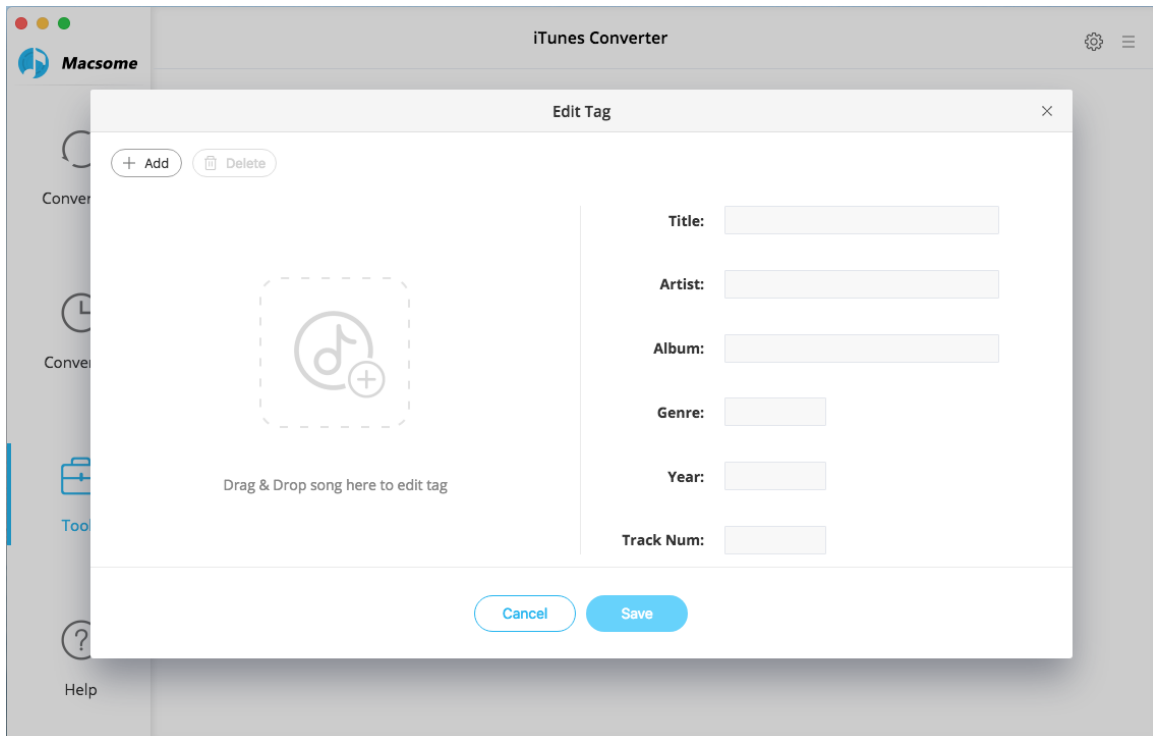 iTunes Converter
Macsome
Edit Tag
Add
Delete
Title:
Artist:
Album:
Genre:
Year:
Track Num:
Drag & Drop song here to edit tag
Cancel
Save
Help